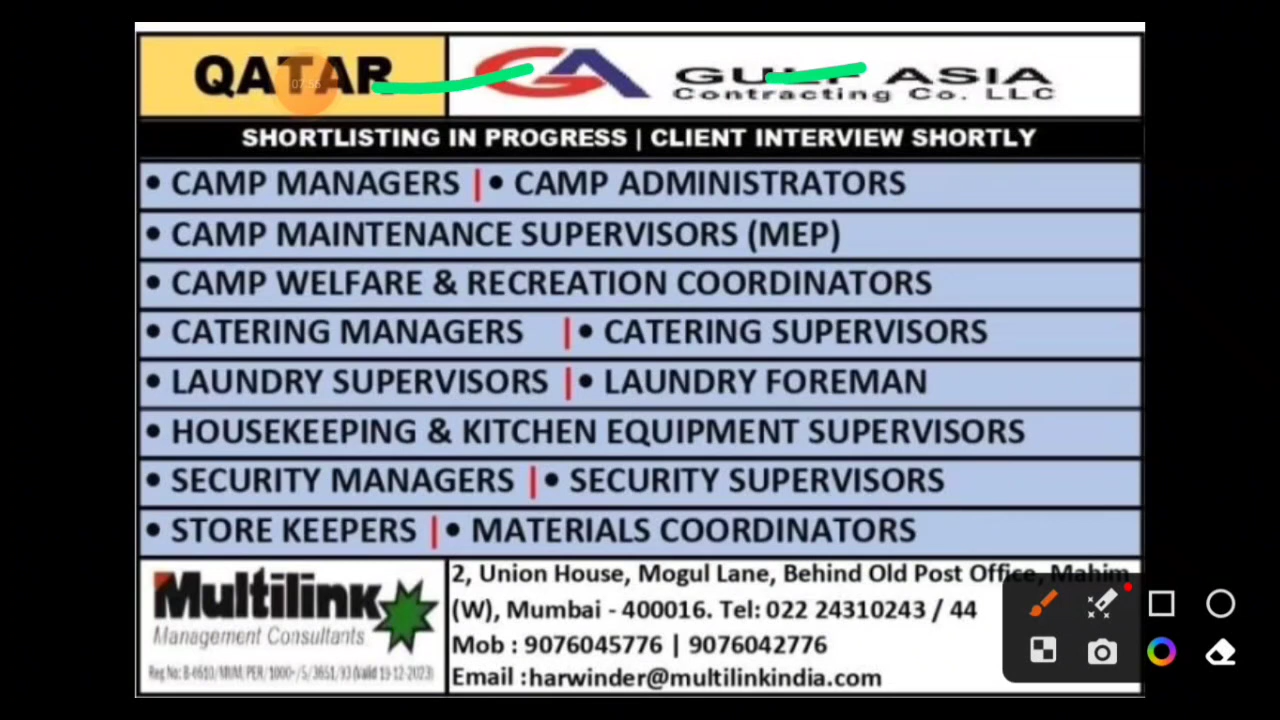 QATAR
07:56
GA
GULF ASIA
Contracting Co. LLC
SHORTLISTING IN PROGRESS | CLIENT INTERVIEW SHORTLY
• CAMP MANAGERS | • CAMP ADMINISTRATORS
• CAMP MAINTENANCE SUPERVISORS (MEP)
• CAMP WELFARE & RECREATION COORDINATORS
• CATERING MANAGERS | • CATERING SUPERVISORS
• LAUNDRY SUPERVISORS | • LAUNDRY FOREMAN
• HOUSEKEEPING & KITCHEN EQUIPMENT SUPERVISORS
• SECURITY MANAGERS | • SECURITY SUPERVISORS
• STORE KEEPERS | • MATERIALS COORDINATORS
Multilink
Management Consultants
2, Union House, Mogul Lane, Behind Old Post Office, Mahim
(W), Mumbai - 400016. Tel: 022 24310243 / 44
Mob : 9076045776 | 9076042776
Email :harwinder@multilinkindia.com